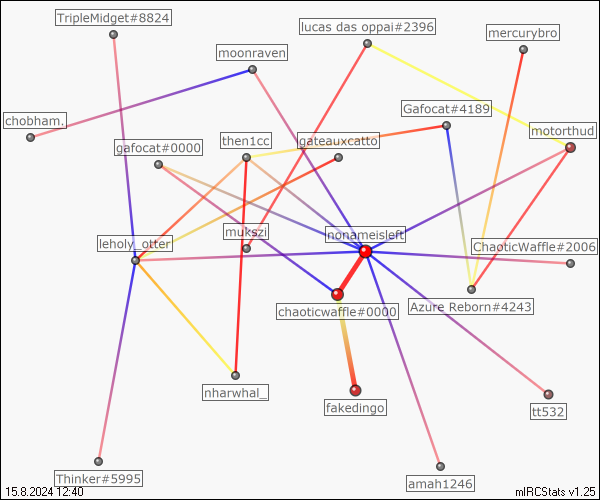 TripleMidget#8824
lucas das oppai#2396
mercurybro
moonraven
Gafocat#4189
chobham.
motorthud
gafocat#0000
then1cc
gateauxcatto
mukszi
nonameisleft
leholy_otter
ChaoticWaffle#2006
chaoticwaffle#0000
Azure Reborn#4243
nharwhal_
fakedingo
tt532
Thinker#5995
amah1246
15.8.2024 12:40
mIRCStats v1.25